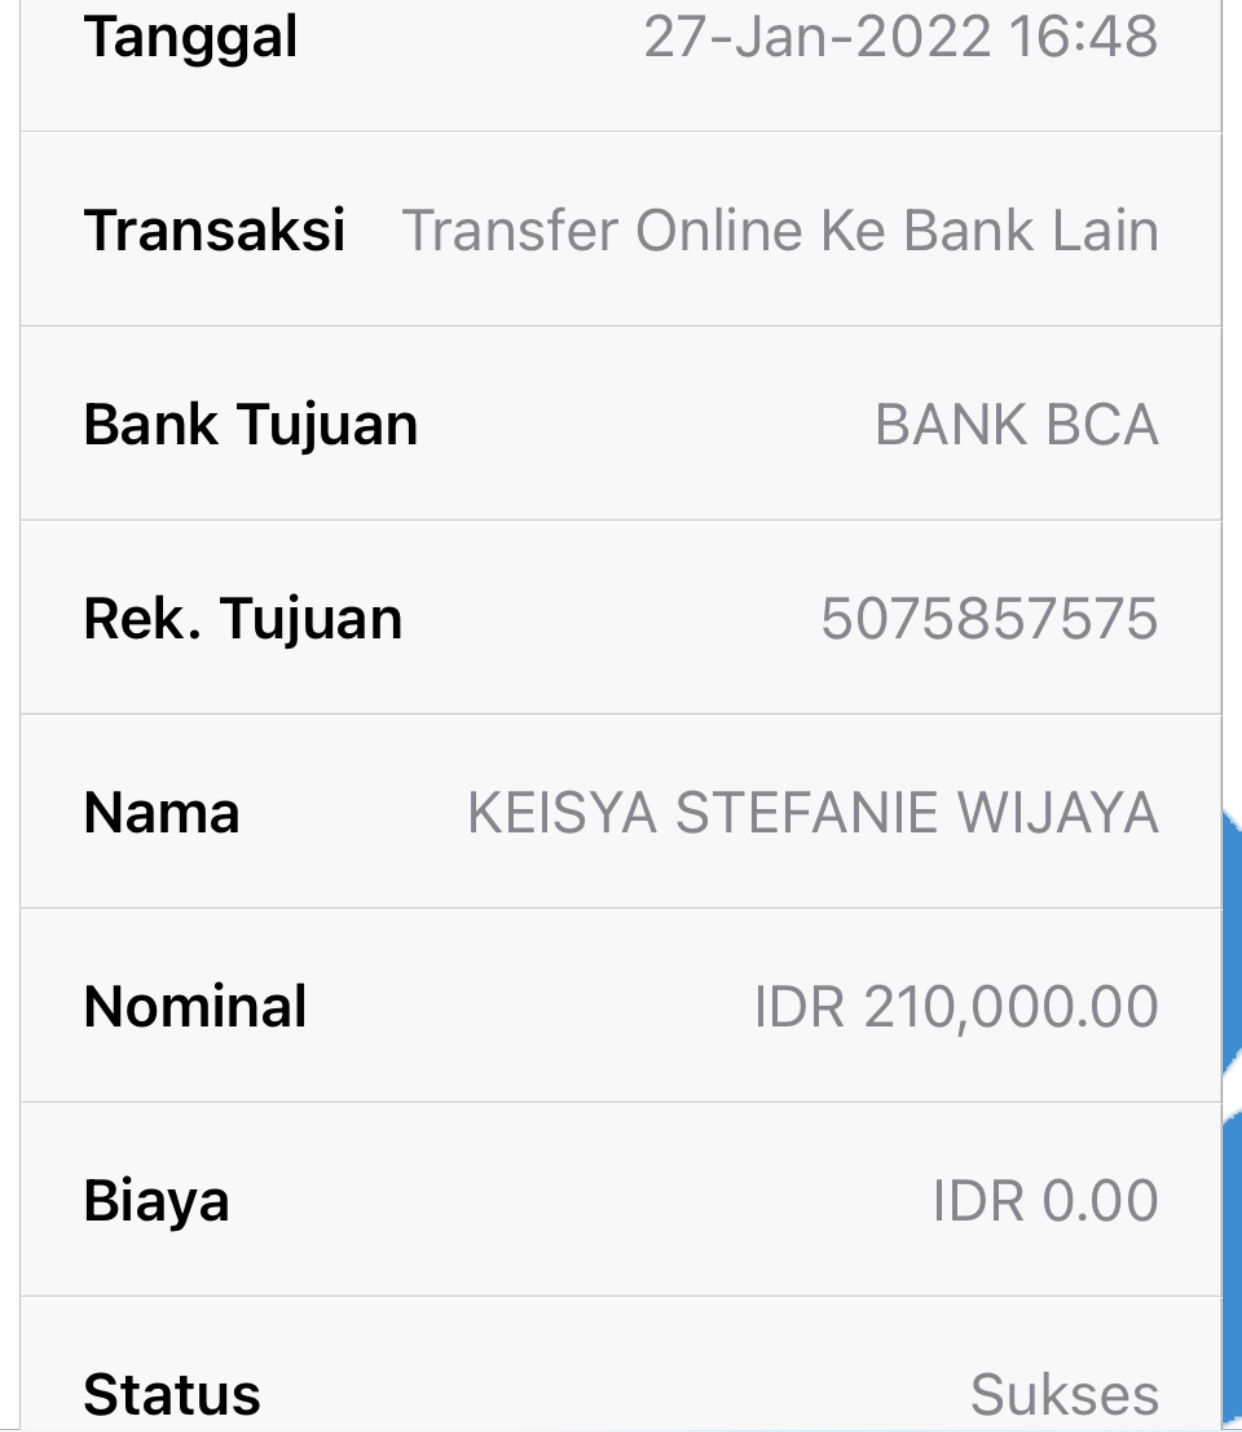 Tanggal 27-Jan-2022 16:48
Transaksi Transfer Online Ke Bank Lain
Bank Tujuan BANK BCA
Rek. Tujuan 5075857575
Nama KEISYA STEFANIE WIJAYA
Nominal IDR 210,000.00
Biaya IDR 0.00
Status Sukses